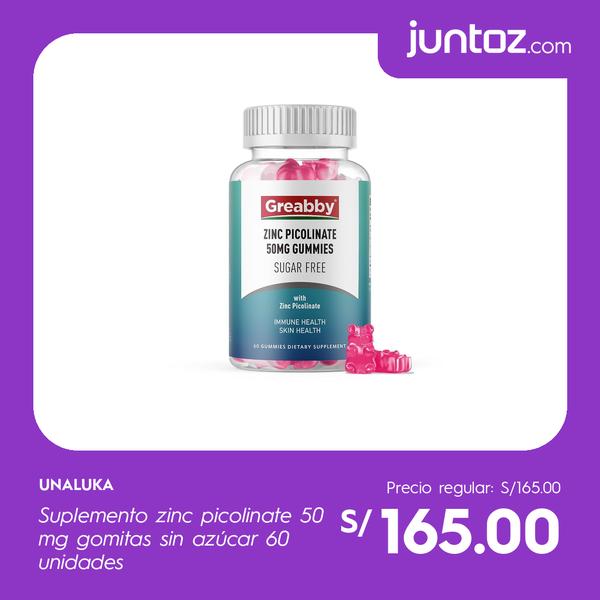 juntoz.com
Greabby®
ZINC PICOLINATE
50MG GUMMIES
SUGAR FREE
with
Zinc Picolinate
IMMUNE HEALTH
SKIN HEALTH
60 GUMMIES DIETARY SUPPLEMENT
UNALUKA
Suplemento zinc picolinate 50
mg gomitas sin azúcar 60
unidades
Precio regular: S/165.00
S/ 165.00